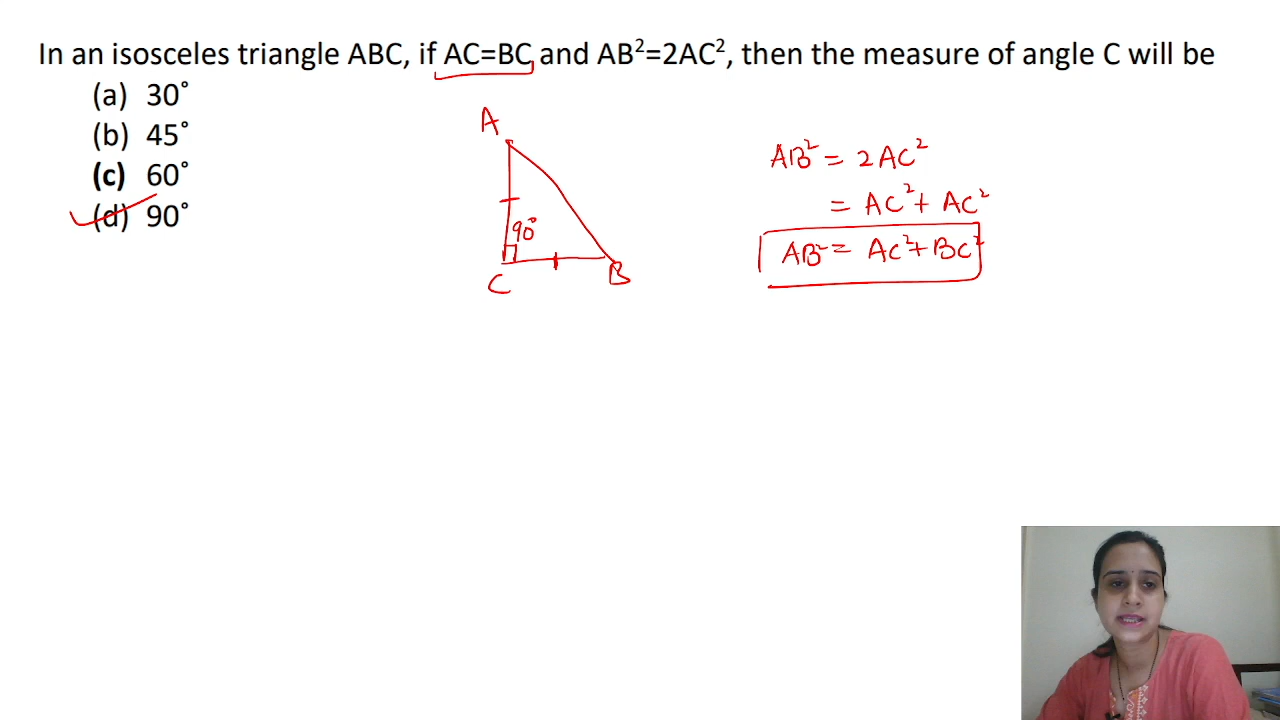 In an isosceles triangle ABC, if AC=BC and AB²=2AC², then the measure of angle C will be
(a) 30˚
(b) 45˚
(c) 60˚
(d) 90˚
A
90°
C
B
AB² = 2AC²
= AC² + AC²
AB² = AC² + BC²